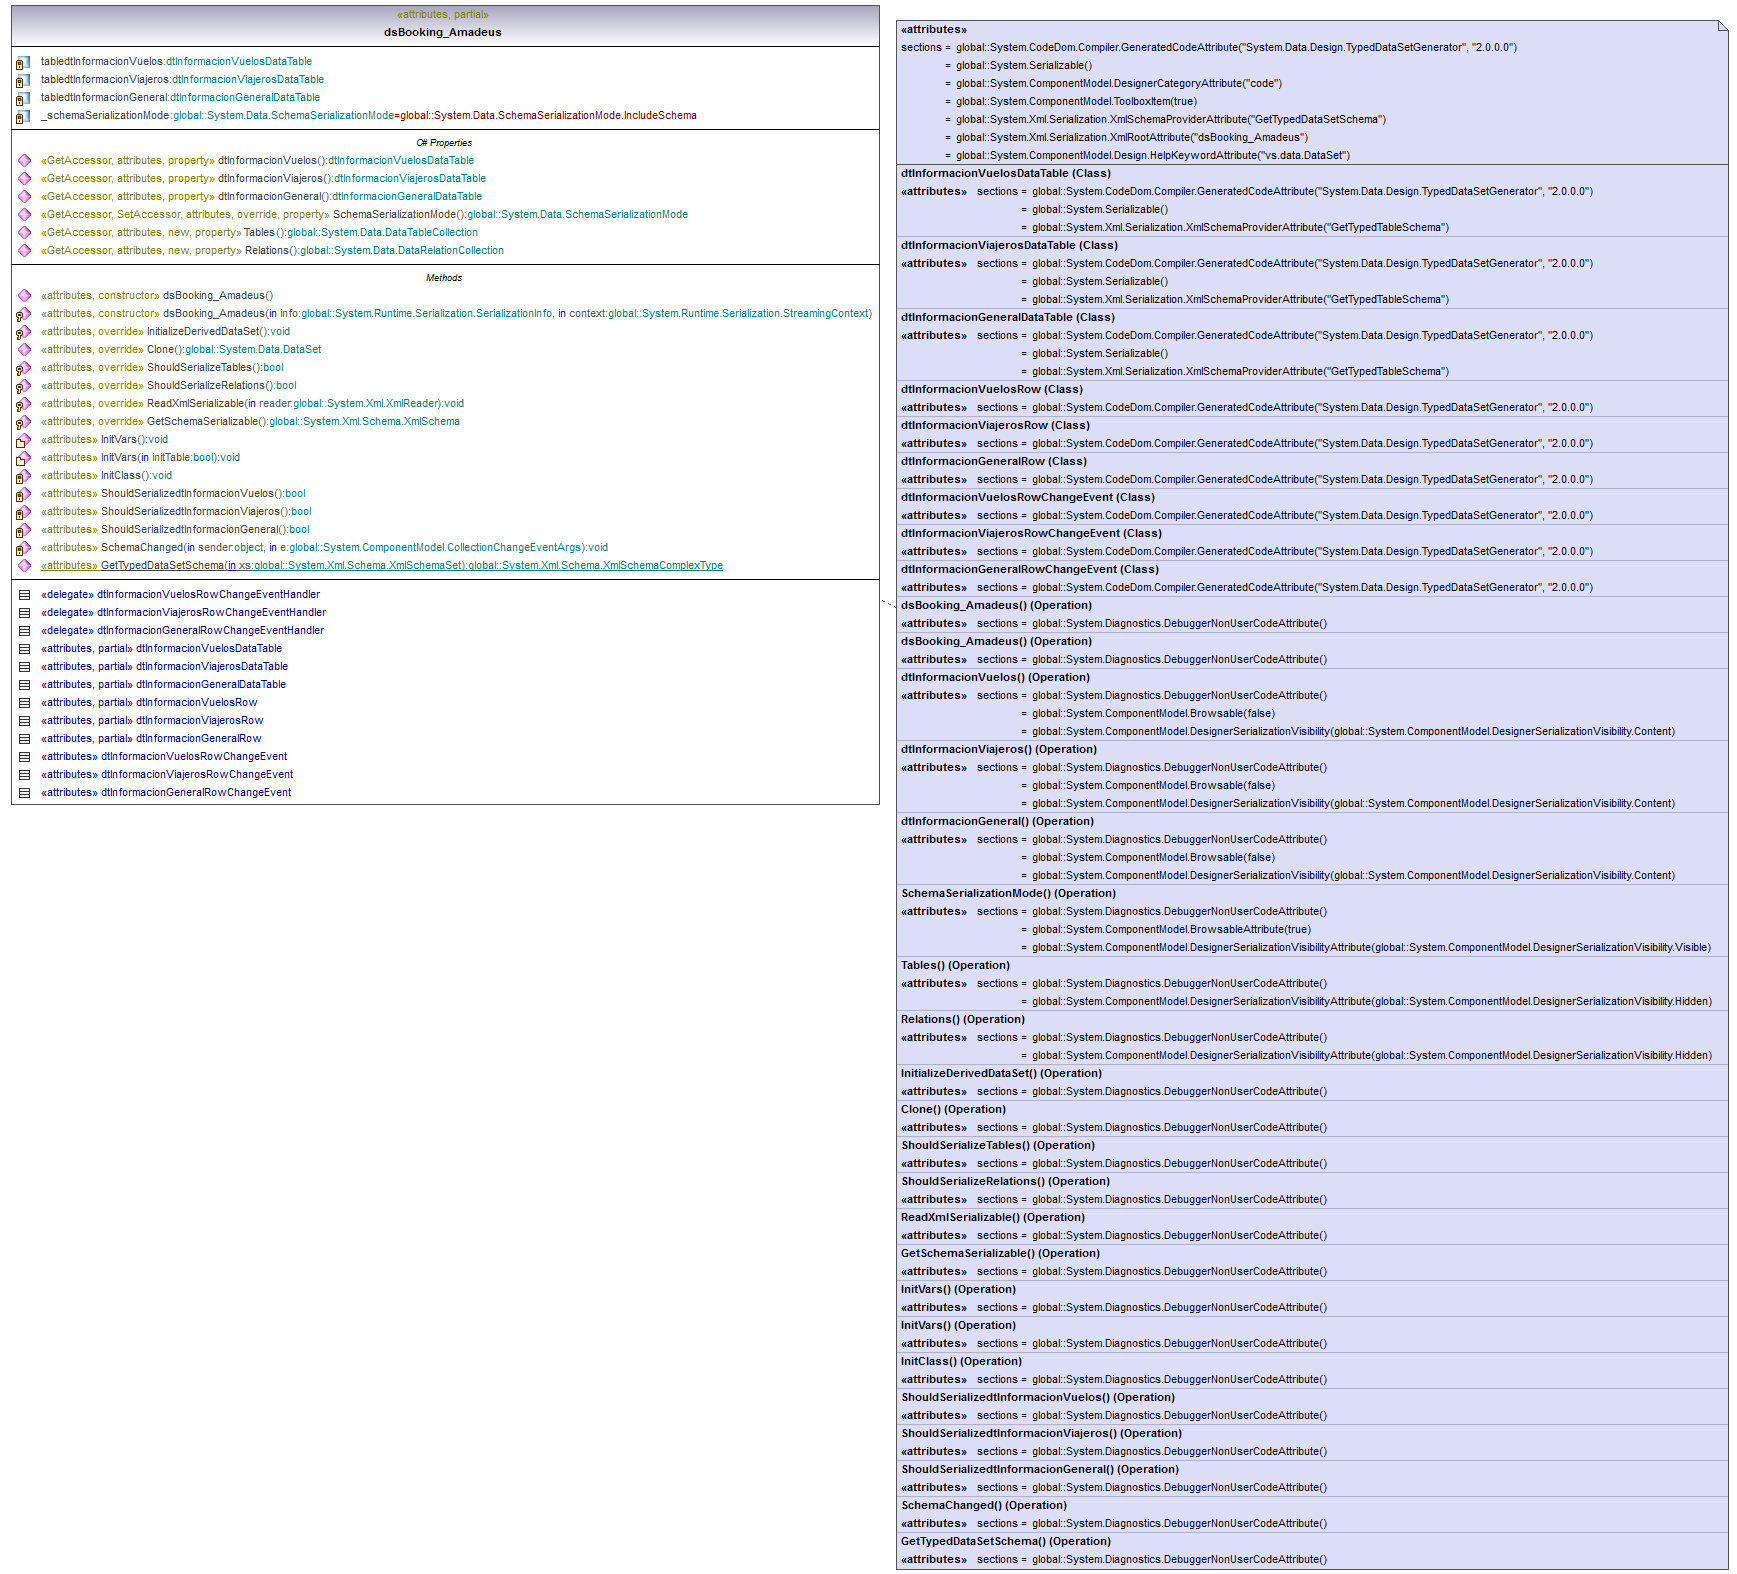 «attributes, partial»
dsBooking_Amadeus
tabledtInformacionVuelos:dtInformacionVuelosDataTable
tabledtInformacionViajeros:dtInformacionViajerosDataTable
tabledtInformacionGeneral:dtInformacionGeneralDataTable
_schemaSerializationMode:global::System.Data.SchemaSerializationMode=global::System.Data.SchemaSerializationMode.IncludeSchema
C# Properties
«GetAccessor, attributes, property» dtInformacionVuelos():dtInformacionVuelosDataTable
«GetAccessor, attributes, property» dtInformacionViajeros():dtInformacionViajerosDataTable
«GetAccessor, attributes, property» dtInformacionGeneral():dtInformacionGeneralDataTable
«GetAccessor, SetAccessor, attributes, override, property» SchemaSerializationMode():global::System.Data.SchemaSerializationMode
«GetAccessor, attributes, new, property» Tables():global::System.Data.DataTableCollection
«GetAccessor, attributes, new, property» Relations():global::System.Data.DataRelationCollection
Methods
«attributes, constructor» dsBooking_Amadeus()
«attributes, constructor» dsBooking_Amadeus(in info:global::System.Runtime.Serialization.SerializationInfo, in context:global::System.Runtime.Serialization.StreamingContext)
«attributes, override» InitializeDerivedDataSet():void
«attributes, override» Clone():global::System.Data.DataSet
«attributes, override» ShouldSerializeTables():bool
«attributes, override» ShouldSerializeRelations():bool
«attributes, override» ReadXmlSerializable(in reader:global::System.Xml.XmlReader):void
«attributes, override» GetSchemaSerializable():global::System.Xml.Schema.XmlSchema
«attributes» InitVars():void
«attributes» InitVars(in initTable:bool):void
«attributes» InitClass():void
«attributes» ShouldSerializedtInformacionVuelos():bool
«attributes» ShouldSerializedtInformacionViajeros():bool
«attributes» ShouldSerializedtInformacionGeneral():bool
«attributes» SchemaChanged(in sender:object, in e:global::System.ComponentModel.CollectionChangeEventArgs):void
«attributes» GetTypedDataSetSchema(in xs:global::System.Xml.Schema.XmlSchemaSet):global::System.Xml.Schema.XmlSchemaComplexType
«delegate» dtInformacionVuelosRowChangeEventHandler
«delegate» dtInformacionViajerosRowChangeEventHandler
«delegate» dtInformacionGeneralRowChangeEventHandler
«attributes, partial» dtInformacionVuelosDataTable
«attributes, partial» dtInformacionViajerosDataTable
«attributes, partial» dtInformacionGeneralDataTable
«attributes, partial» dtInformacionVuelosRow
«attributes, partial» dtInformacionViajerosRow
«attributes, partial» dtInformacionGeneralRow
«attributes» dtInformacionVuelosRowChangeEvent
«attributes» dtInformacionViajerosRowChangeEvent
«attributes» dtInformacionGeneralRowChangeEvent
«attributes»
sections = global::System.CodeDom.Compiler.GeneratedCodeAttribute("System.Data.Design.TypedDataSetGenerator", "2.0.0.0")
= global::System.Serializable()
= global::System.ComponentModel.DesignerCategoryAttribute("code")
= global::System.ComponentModel.ToolboxItem(true)
= global::System.Xml.Serialization.XmlSchemaProviderAttribute("GetTypedDataSetSchema")
= global::System.Xml.Serialization.XmlRootAttribute("dsBooking_Amadeus")
= global::System.ComponentModel.Design.HelpKeywordAttribute("vs.data.DataSet")
dtInformacionVuelosDataTable (Class)
«attributes» sections = global::System.CodeDom.Compiler.GeneratedCodeAttribute("System.Data.Design.TypedDataSetGenerator", "2.0.0.0")
= global::System.Serializable()
= global::System.Xml.Serialization.XmlSchemaProviderAttribute("GetTypedTableSchema")
dtInformacionViajerosDataTable (Class)
«attributes» sections = global::System.CodeDom.Compiler.GeneratedCodeAttribute("System.Data.Design.TypedDataSetGenerator", "2.0.0.0")
= global::System.Serializable()
= global::System.Xml.Serialization.XmlSchemaProviderAttribute("GetTypedTableSchema")
dtInformacionGeneralDataTable (Class)
«attributes» sections = global::System.CodeDom.Compiler.GeneratedCodeAttribute("System.Data.Design.TypedDataSetGenerator", "2.0.0.0")
= global::System.Serializable()
= global::System.Xml.Serialization.XmlSchemaProviderAttribute("GetTypedTableSchema")
dtInformacionVuelosRow (Class)
«attributes» sections = global::System.CodeDom.Compiler.GeneratedCodeAttribute("System.Data.Design.TypedDataSetGenerator", "2.0.0.0")
dtInformacionViajerosRow (Class)
«attributes» sections = global::System.CodeDom.Compiler.GeneratedCodeAttribute("System.Data.Design.TypedDataSetGenerator", "2.0.0.0")
dtInformacionGeneralRow (Class)
«attributes» sections = global::System.CodeDom.Compiler.GeneratedCodeAttribute("System.Data.Design.TypedDataSetGenerator", "2.0.0.0")
dtInformacionVuelosRowChangeEvent (Class)
«attributes» sections = global::System.CodeDom.Compiler.GeneratedCodeAttribute("System.Data.Design.TypedDataSetGenerator", "2.0.0.0")
dtInformacionViajerosRowChangeEvent (Class)
«attributes» sections = global::System.CodeDom.Compiler.GeneratedCodeAttribute("System.Data.Design.TypedDataSetGenerator", "2.0.0.0")
dtInformacionGeneralRowChangeEvent (Class)
«attributes» sections = global::System.CodeDom.Compiler.GeneratedCodeAttribute("System.Data.Design.TypedDataSetGenerator", "2.0.0.0")
dsBooking_Amadeus() (Operation)
«attributes» sections = global::System.Diagnostics.DebuggerNonUserCodeAttribute()
dsBooking_Amadeus() (Operation)
«attributes» sections = global::System.Diagnostics.DebuggerNonUserCodeAttribute()
dtInformacionVuelos() (Operation)
«attributes» sections = global::System.Diagnostics.DebuggerNonUserCodeAttribute()
= global::System.ComponentModel.Browsable(false)
= global::System.ComponentModel.DesignerSerializationVisibility(global::System.ComponentModel.DesignerSerializationVisibility.Content)
dtInformacionViajeros() (Operation)
«attributes» sections = global::System.Diagnostics.DebuggerNonUserCodeAttribute()
= global::System.ComponentModel.Browsable(false)
= global::System.ComponentModel.DesignerSerializationVisibility(global::System.ComponentModel.DesignerSerializationVisibility.Content)
dtInformacionGeneral() (Operation)
«attributes» sections = global::System.Diagnostics.DebuggerNonUserCodeAttribute()
= global::System.ComponentModel.Browsable(false)
= global::System.ComponentModel.DesignerSerializationVisibility(global::System.ComponentModel.DesignerSerializationVisibility.Content)
SchemaSerializationMode() (Operation)
«attributes» sections = global::System.Diagnostics.DebuggerNonUserCodeAttribute()
= global::System.ComponentModel.BrowsableAttribute(true)
= global::System.ComponentModel.DesignerSerializationVisibilityAttribute(global::System.ComponentModel.DesignerSerializationVisibility.Visible)
Tables() (Operation)
«attributes» sections = global::System.Diagnostics.DebuggerNonUserCodeAttribute()
= global::System.ComponentModel.DesignerSerializationVisibilityAttribute(global::System.ComponentModel.DesignerSerializationVisibility.Hidden)
Relations() (Operation)
«attributes» sections = global::System.Diagnostics.DebuggerNonUserCodeAttribute()
= global::System.ComponentModel.DesignerSerializationVisibilityAttribute(global::System.ComponentModel.DesignerSerializationVisibility.Hidden)
InitializeDerivedDataSet() (Operation)
«attributes» sections = global::System.Diagnostics.DebuggerNonUserCodeAttribute()
Clone() (Operation)
«attributes» sections = global::System.Diagnostics.DebuggerNonUserCodeAttribute()
ShouldSerializeTables() (Operation)
«attributes» sections = global::System.Diagnostics.DebuggerNonUserCodeAttribute()
ShouldSerializeRelations() (Operation)
«attributes» sections = global::System.Diagnostics.DebuggerNonUserCodeAttribute()
ReadXmlSerializable() (Operation)
«attributes» sections = global::System.Diagnostics.DebuggerNonUserCodeAttribute()
GetSchemaSerializable() (Operation)
«attributes» sections = global::System.Diagnostics.DebuggerNonUserCodeAttribute()
InitVars() (Operation)
«attributes» sections = global::System.Diagnostics.DebuggerNonUserCodeAttribute()
InitVars() (Operation)
«attributes» sections = global::System.Diagnostics.DebuggerNonUserCodeAttribute()
InitClass() (Operation)
«attributes» sections = global::System.Diagnostics.DebuggerNonUserCodeAttribute()
ShouldSerializedtInformacionVuelos() (Operation)
«attributes» sections = global::System.Diagnostics.DebuggerNonUserCodeAttribute()
ShouldSerializedtInformacionViajeros() (Operation)
«attributes» sections = global::System.Diagnostics.DebuggerNonUserCodeAttribute()
ShouldSerializedtInformacionGeneral() (Operation)
«attributes» sections = global::System.Diagnostics.DebuggerNonUserCodeAttribute()
SchemaChanged() (Operation)
«attributes» sections = global::System.Diagnostics.DebuggerNonUserCodeAttribute()
GetTypedDataSetSchema() (Operation)
«attributes» sections = global::System.Diagnostics.DebuggerNonUserCodeAttribute()